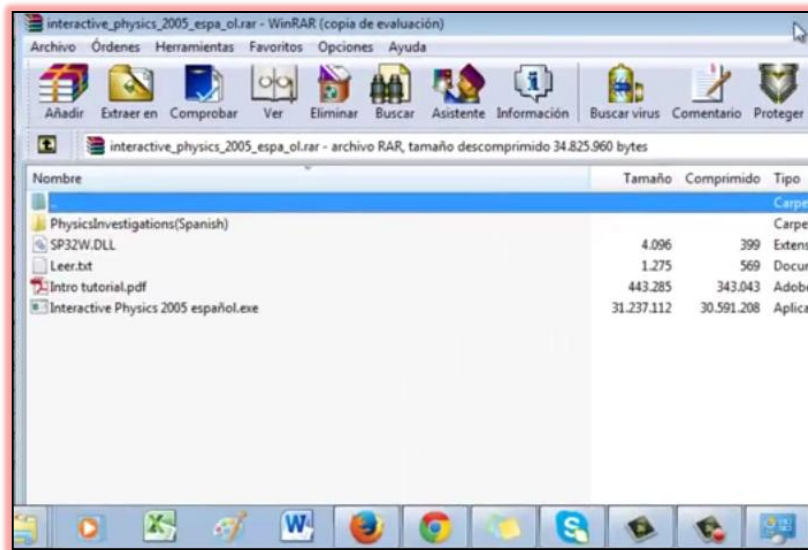 interactive_physics_2005_espa_ol.rar - WinRAR (copia de evaluación)
Archivo Órdenes Herramientas Favoritos Opciones Ayuda
Añadir Extraer en Comprobar Ver Eliminar Buscar Asistente Información Buscar virus Comentario Proteger
interactive_physics_2005_espa_ol.rar - archivo RAR, tamaño descomprimido 34.825.960 bytes
Nombre Tamaño Comprimido Tipo
.. Carpe
PhysicsInvestigations(Spanish) Carpe
SP32W.DLL 4.096 399 Extens
Leer.txt 1.275 569 Docur
Intro tutorial.pdf 443.285 343.043 Adobe
Interactive Physics 2005 español.exe 31.237.112 30.591.208 Aplica